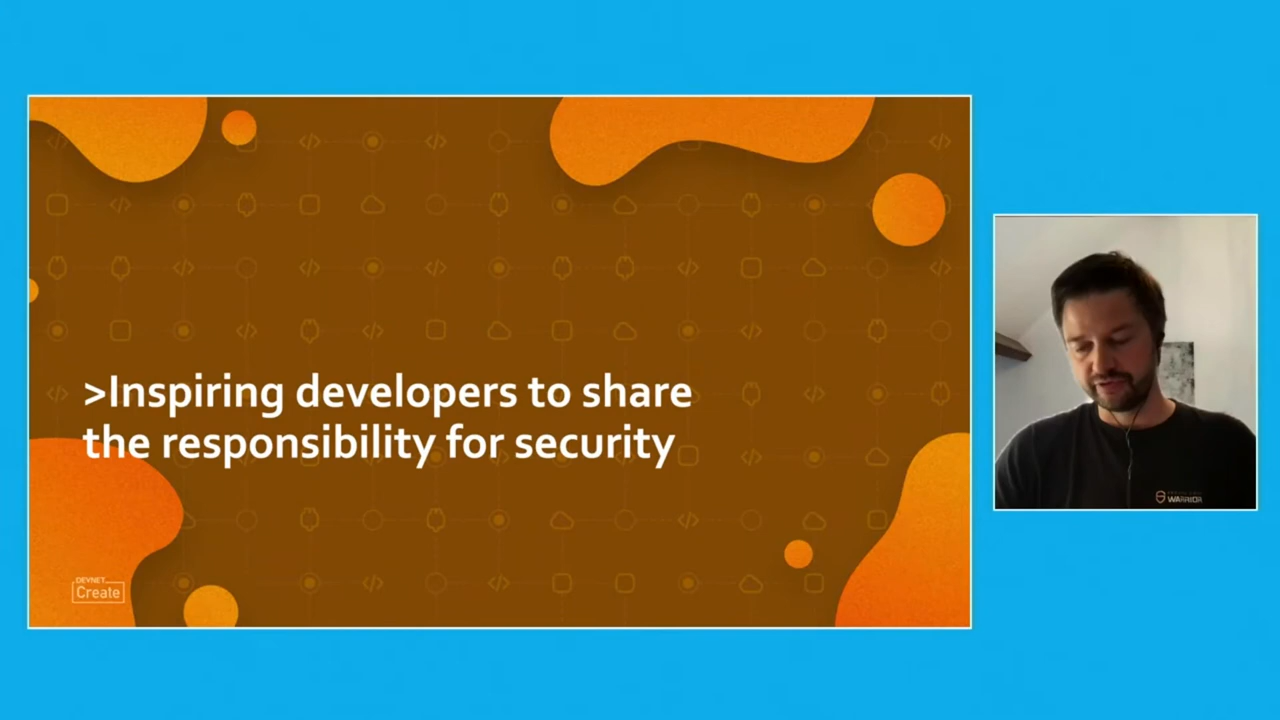 >Inspiring developers to share
the responsibility for security
DEVNET
Create
WARRIOR